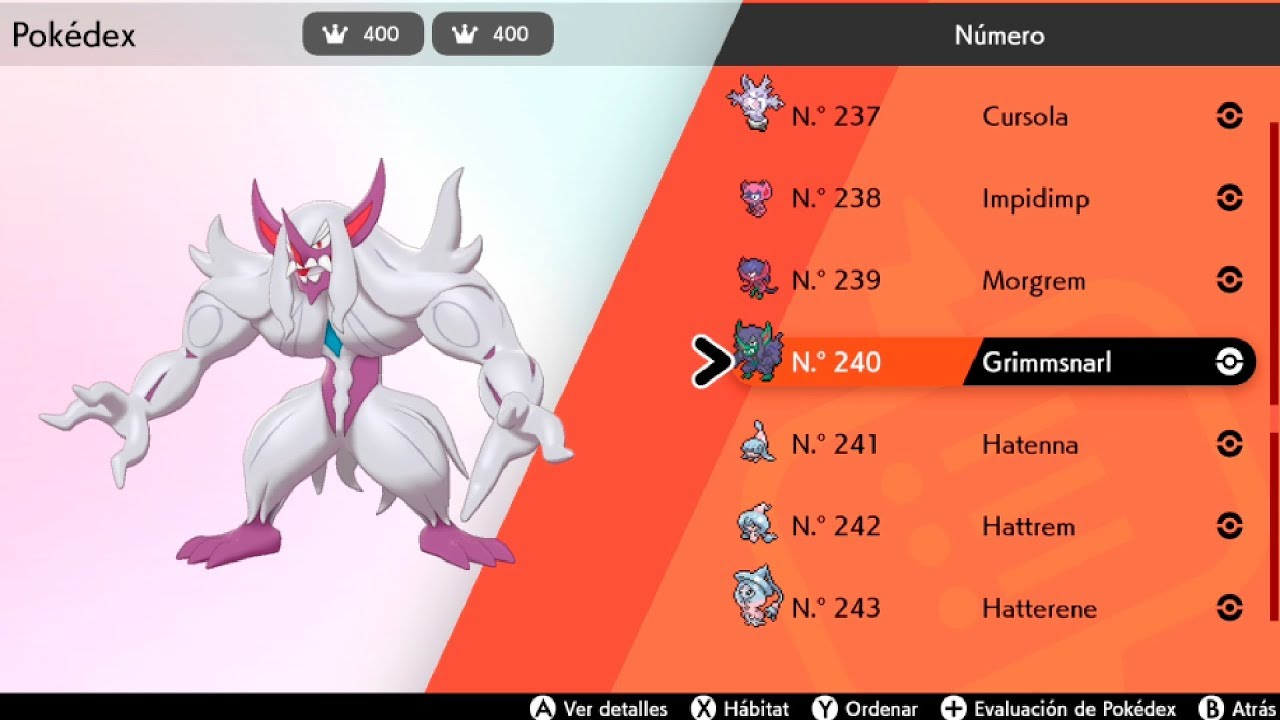 Pokédex 400 400 Número
N.° 237 Cursola
N.° 238 Impidimp
N.° 239 Morgrem
N.° 240 Grimmsnarl
N.° 241 Hatenna
N.° 242 Hattrem
N.° 243 Hatterene
A Ver detalles X Hábitat Y Ordenar + Evaluación de Pokédex B Atrás